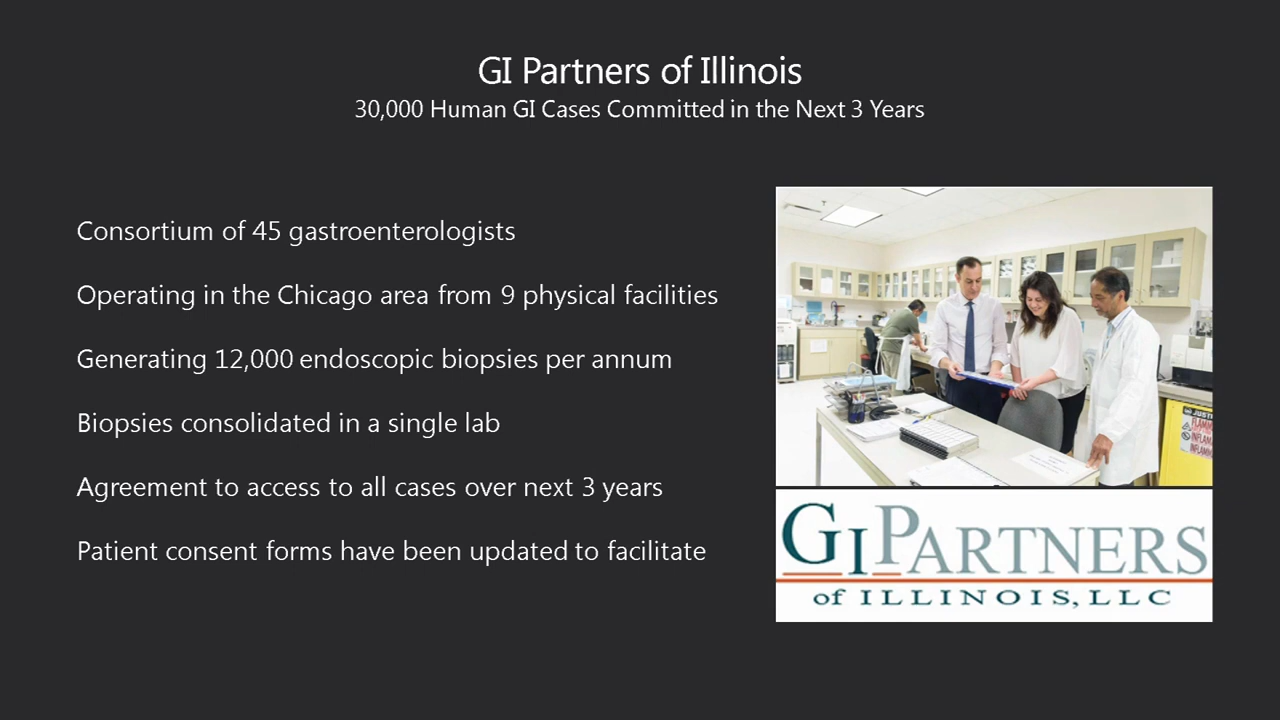 GI Partners of Illinois
30,000 Human GI Cases Committed in the Next 3 Years
Consortium of 45 gastroenterologists
Operating in the Chicago area from 9 physical facilities
Generating 12,000 endoscopic biopsies per annum
Biopsies consolidated in a single lab
Agreement to access to all cases over next 3 years
Patient consent forms have been updated to facilitate
GI PARTNERS
of ILLINOIS, LLC